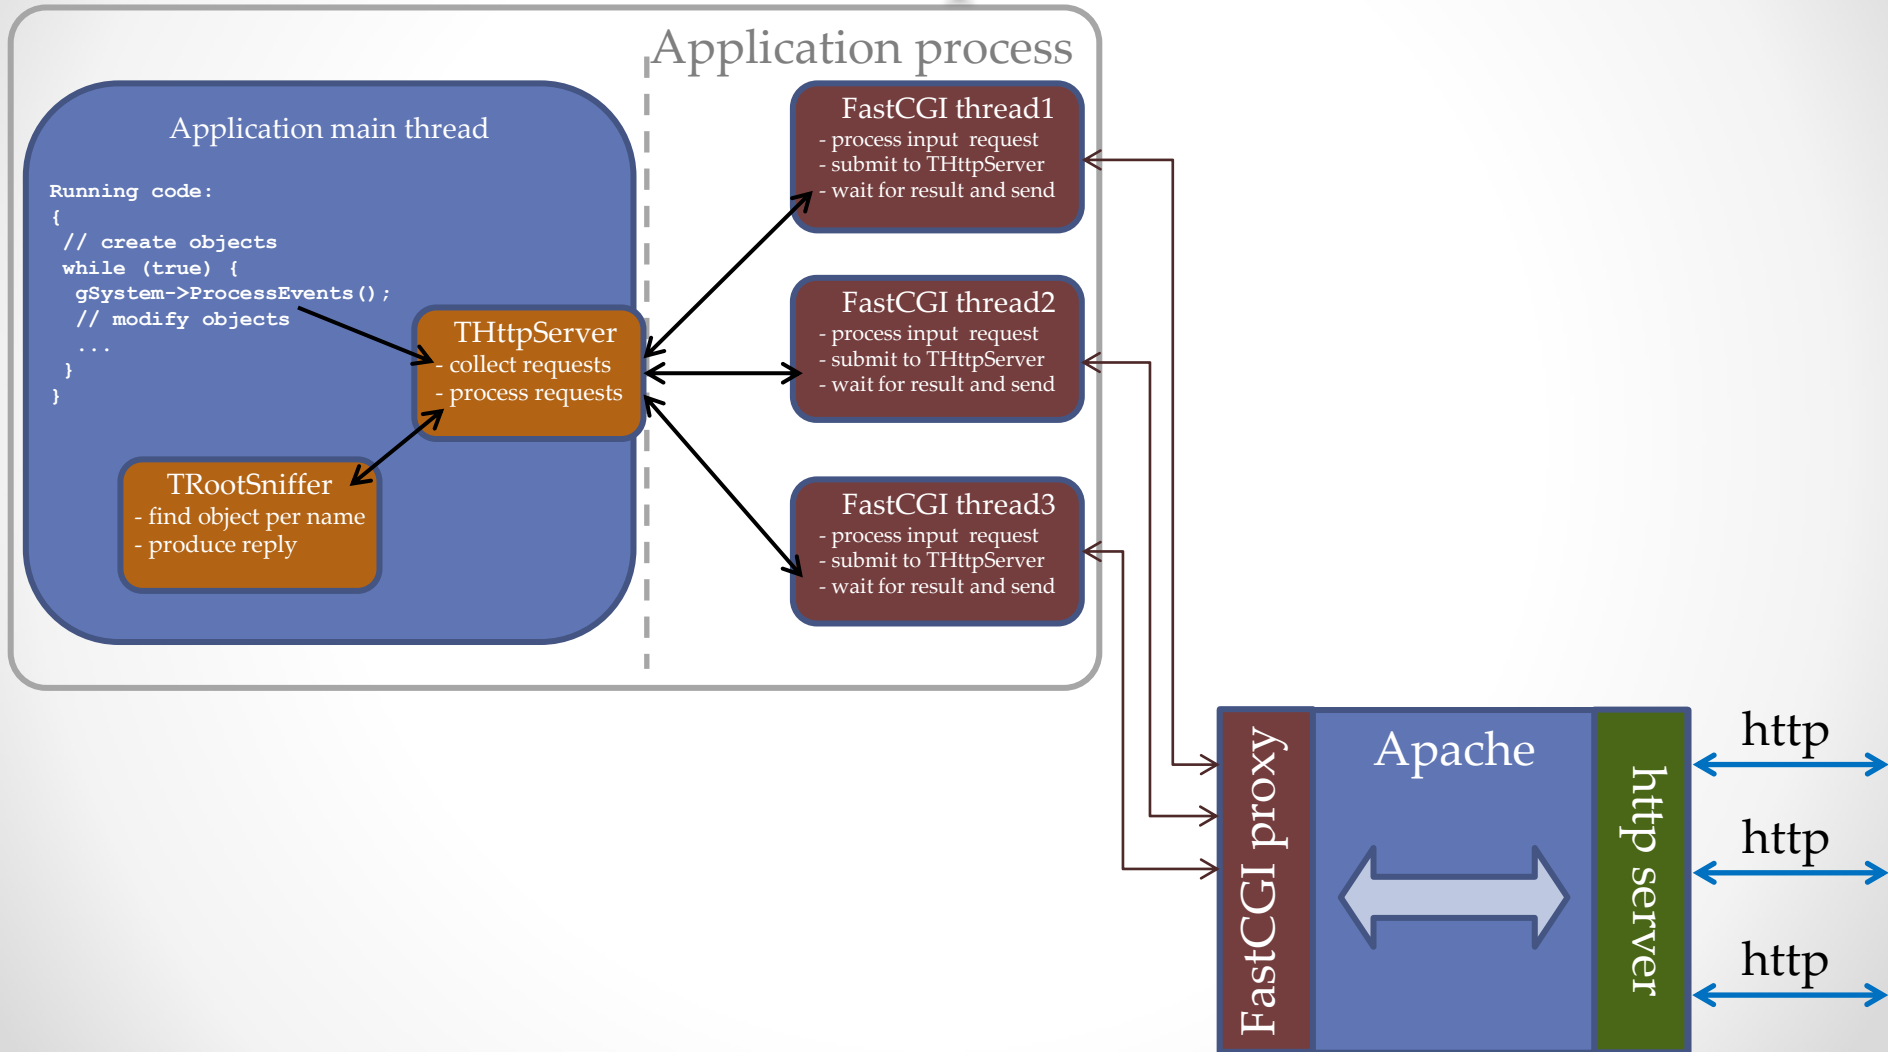 Application process
Application main thread
Running code:
{
// create objects
while (true) {
gSystem->ProcessEvents();
// modify objects
...
}
}
THttpServer
- collect requests
- process requests
TRootSniffer
- find object per name
- produce reply
FastCGI thread1
- process input request
- submit to THttpServer
- wait for result and send
FastCGI thread2
- process input request
- submit to THttpServer
- wait for result and send
FastCGI thread3
- process input request
- submit to THttpServer
- wait for result and send
FastCGI proxy
Apache
http server
http
http
http